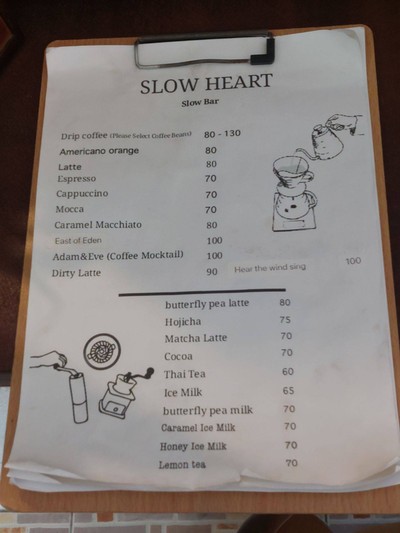 SLOW HEART
Slow Bar
Drip coffee (Please Select Coffee Beans) 80 - 130
Americano orange 80
Latte 80
Espresso 70
Cappuccino 70
Mocca 70
Caramel Macchiato 80
East of Eden 100
Adam&Eve (Coffee Mocktail) 100
Dirty Latte 90 Hear the wind sing 100
butterfly pea latte 80
Hojicha 75
Matcha Latte 70
Cocoa 70
Thai Tea 60
Ice Milk 65
butterfly pea milk 70
Caramel Ice Milk 70
Honey Ice Milk 70
Lemon tea 70